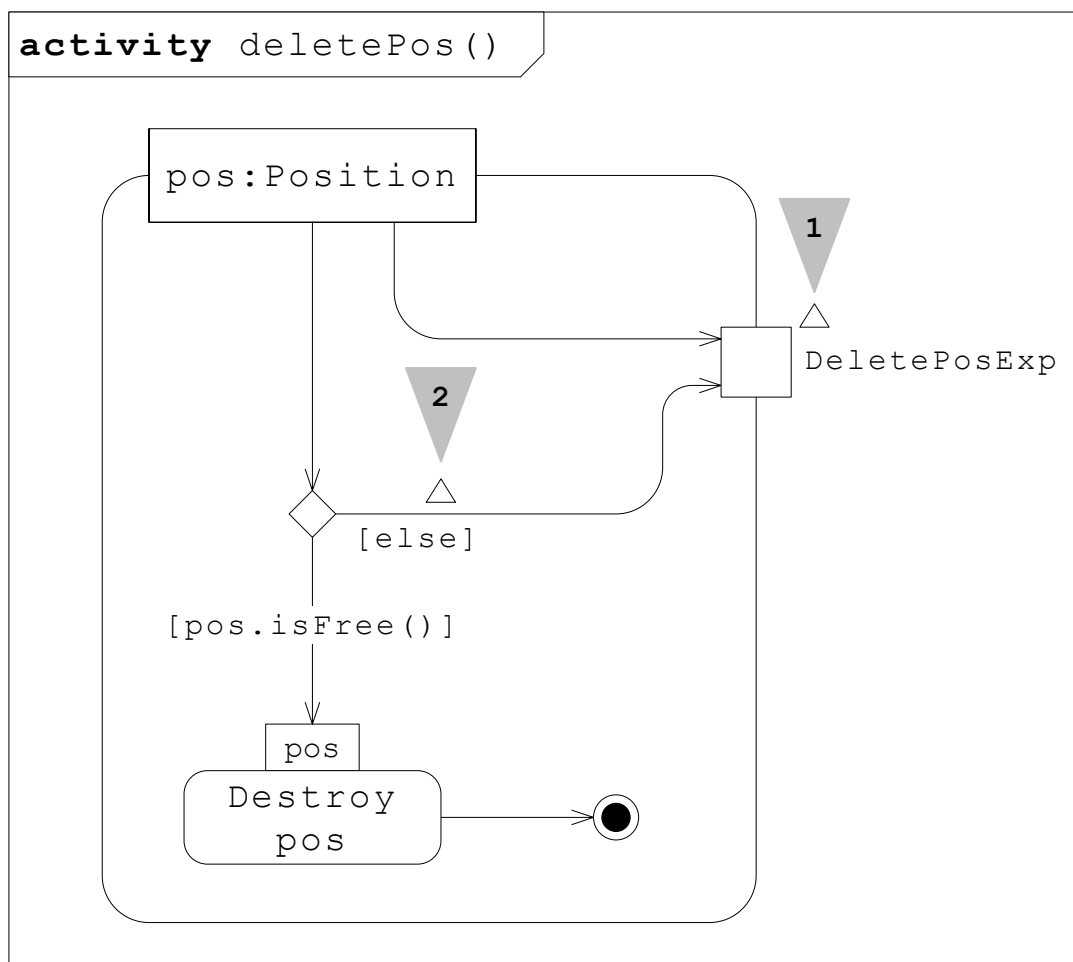 activity deletePos()
pos:Position
1
DeletePosExp
2
[else]
[pos.isFree()]
pos
Destroy
pos